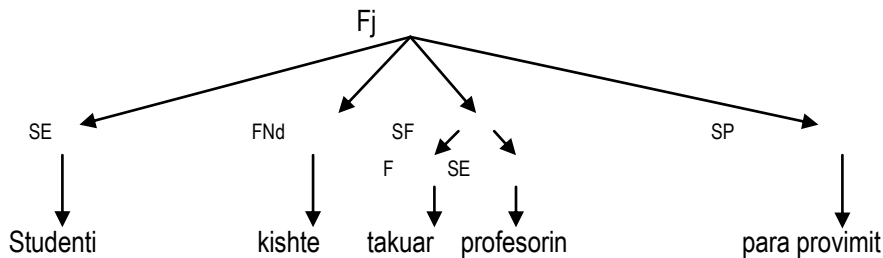 Fj
SE FNd SF SP
F SE
Studenti kishte takuar profesorin para provimit